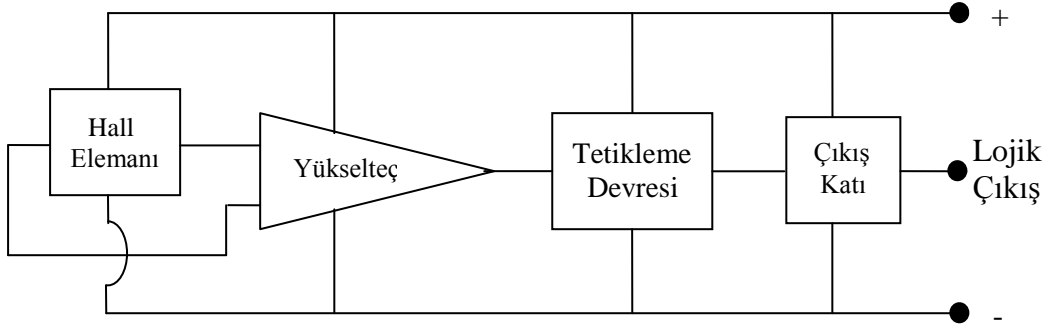 +
Hall
Elemanı
Yükselteç
Tetikleme
Devresi
Çıkış
Katı
Lojik
Çıkış
-